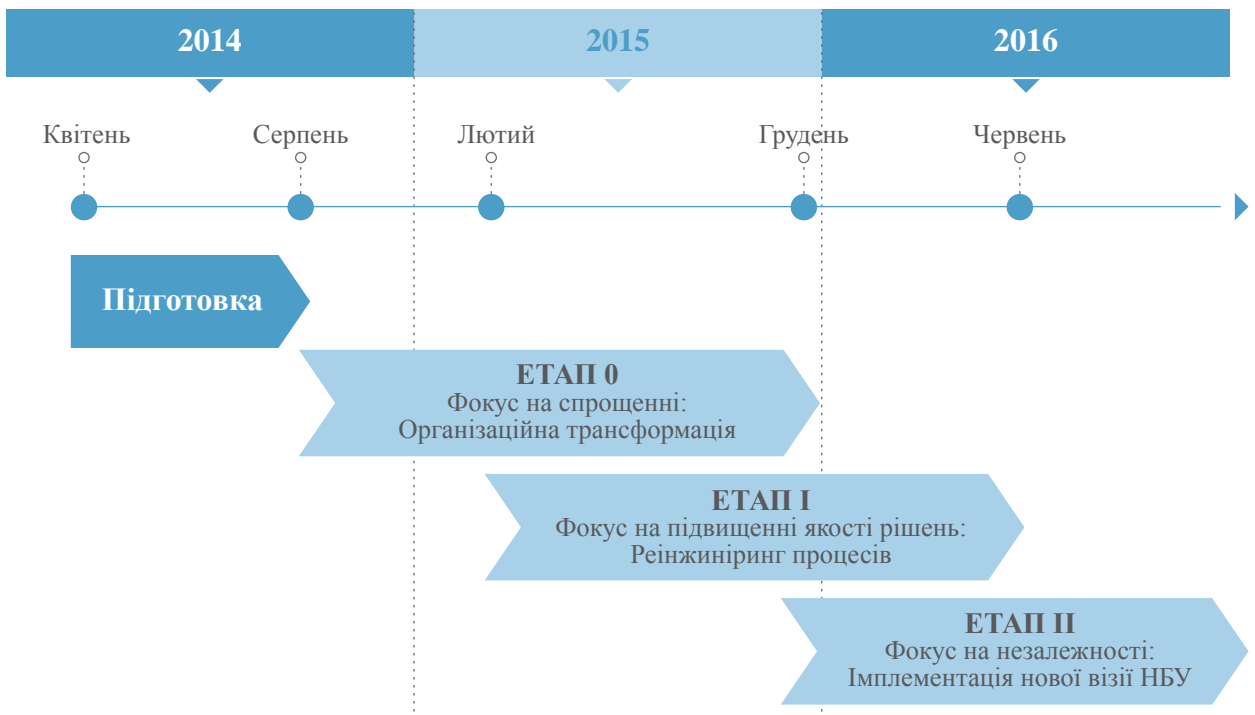 2014
2015
2016
Квітень
Серпень
Лютий
Грудень
Червень
Підготовка
ЕТАП 0
Фокус на спрощенні:
Організаційна трансформація
ЕТАП I
Фокус на підвищенні якості рішень:
Реінжиніринг процесів
ЕТАП II
Фокус на незалежності:
Імплементація нової візії НБУ